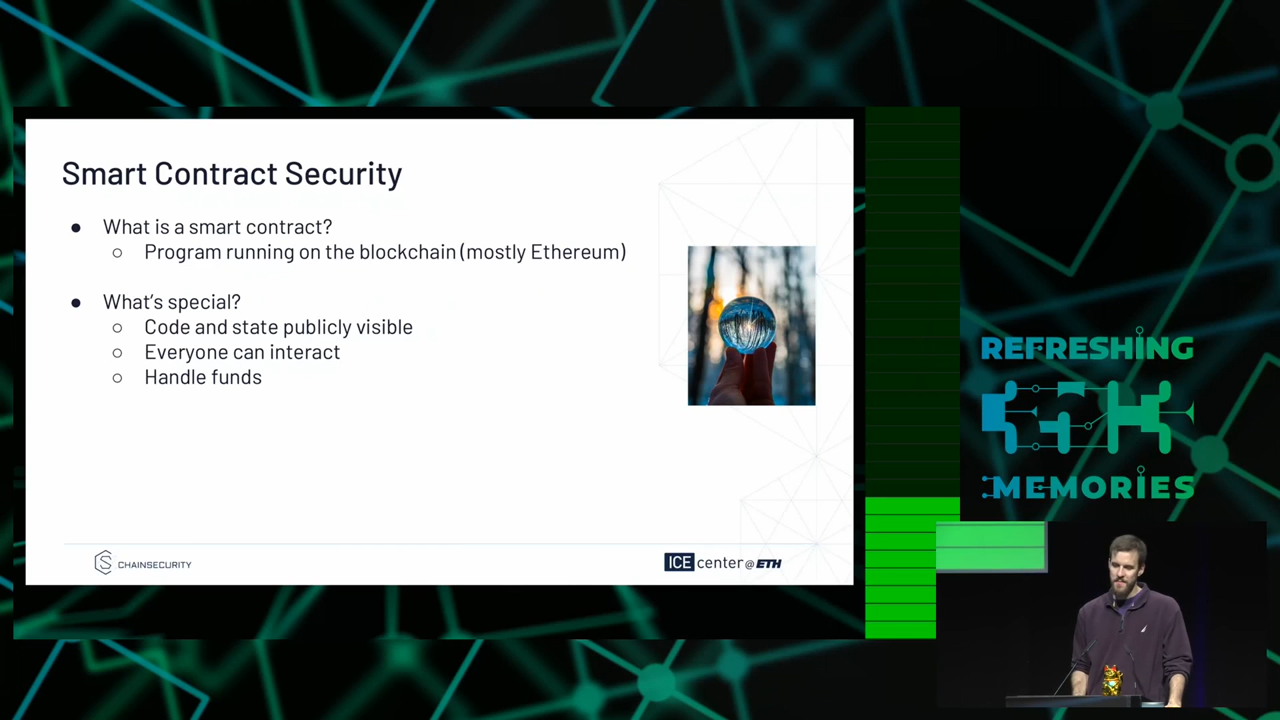 Smart Contract Security
● What is a smart contract?
○ Program running on the blockchain (mostly Ethereum)
● What's special?
○ Code and state publicly visible
○ Everyone can interact
○ Handle funds
CHAINSECURITY
ICE center @ ETH
REFRESHING
MEMORIES